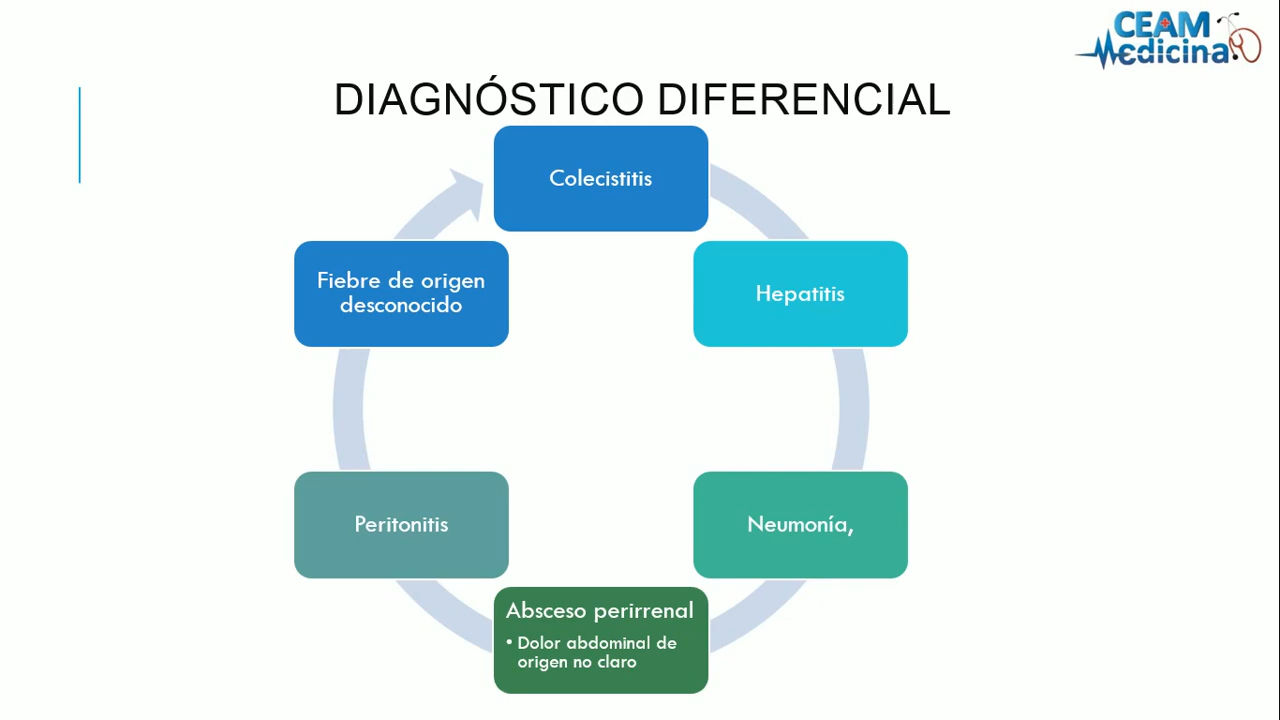 CEAM
Medicina
DIAGNÓSTICO DIFERENCIAL
Colecistitis
Hepatitis
Neumonía,
Absceso perirrenal
• Dolor abdominal de
origen no claro
Peritonitis
Fiebre de origen
desconocido